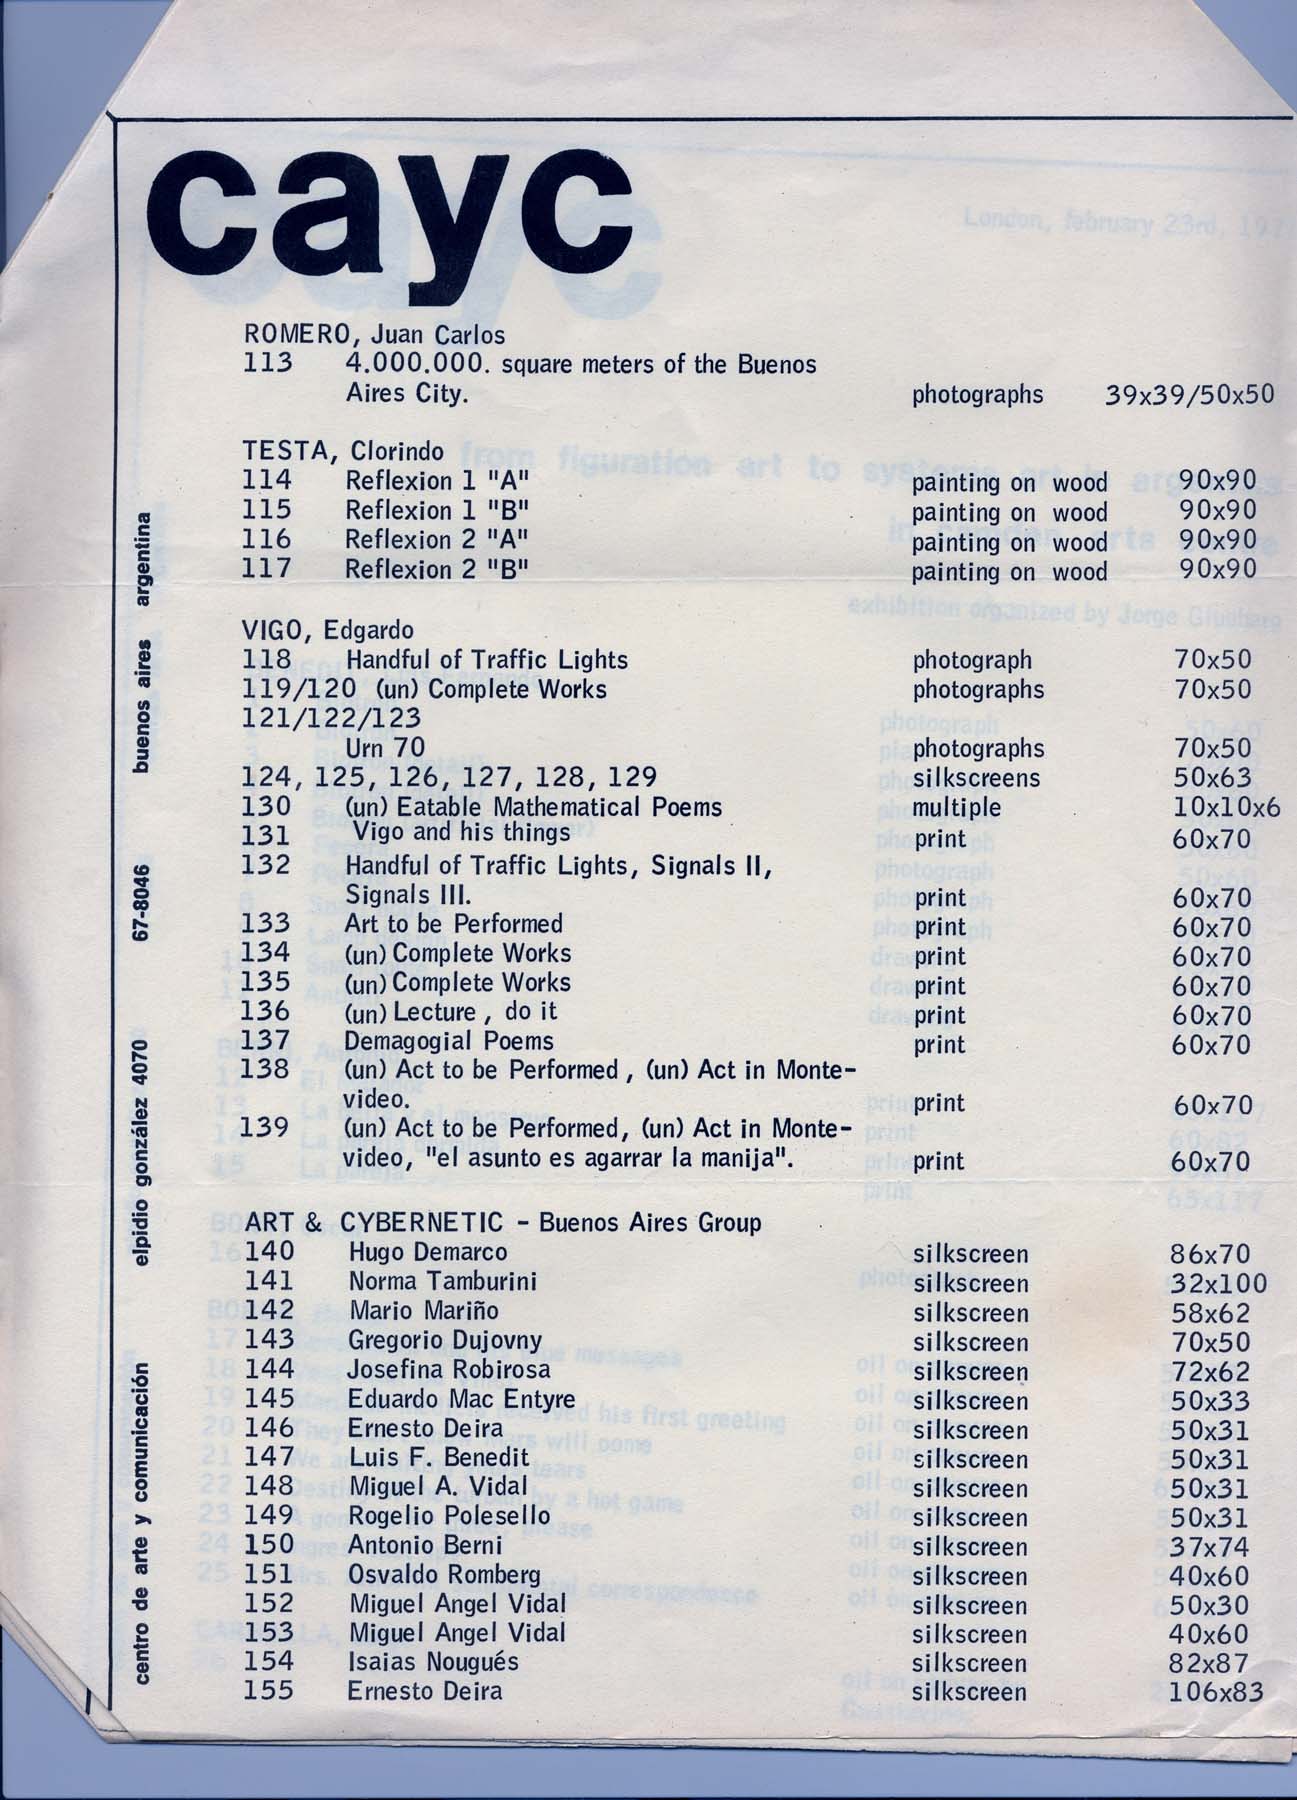 cayc
London, february 23rd, 197
ROMERO, Juan Carlos
113 4.000.000. square meters of the Buenos
Aires City. photographs 39x39/50x50
TESTA, Clorindo
114 Reflexion 1 "A" painting on wood 90x90
115 Reflexion 1 "B" painting on wood 90x90
116 Reflexion 2 "A" painting on wood 90x90
117 Reflexion 2 "B" painting on wood 90x90
VIGO, Edgardo
118 Handful of Traffic Lights photograph 70x50
119/120 (un) Complete Works photographs 70x50
121/122/123
Urn 70 photographs 70x50
124, 125, 126, 127, 128, 129 silkscreens 50x63
130 (un) Eatable Mathematical Poems multiple 10x10x6
131 Vigo and his things print 60x70
132 Handful of Traffic Lights, Signals II,
Signals III. print 60x70
133 Art to be Performed print 60x70
134 (un) Complete Works print 60x70
135 (un) Complete Works print 60x70
136 (un) Lecture , do it print 60x70
137 Demagogial Poems print 60x70
138 (un) Act to be Performed , (un) Act in Monte-
video. print 60x70
139 (un) Act to be Performed, (un) Act in Monte-
video, "el asunto es agarrar la manija". print 60x70
ART & CYBERNETIC - Buenos Aires Group
140 Hugo Demarco silkscreen 86x70
141 Norma Tamburini silkscreen 32x100
142 Mario Mariño silkscreen 58x62
143 Gregorio Dujovny silkscreen 70x50
144 Josefina Robirosa silkscreen 72x62
145 Eduardo Mac Entyre silkscreen 50x33
146 Ernesto Deira silkscreen 50x31
147 Luis F. Benedit silkscreen 50x31
148 Miguel A. Vidal silkscreen 50x31
149 Rogelio Polesello silkscreen 50x31
150 Antonio Berni silkscreen 37x74
151 Osvaldo Romberg silkscreen 40x60
152 Miguel Angel Vidal silkscreen 50x30
153 Miguel Angel Vidal silkscreen 40x60
154 Isaias Nougués silkscreen 82x87
155 Ernesto Deira silkscreen 106x83
centro de arte y comunicación elpidio gonzález 4070 67-8046 buenos aires argentina